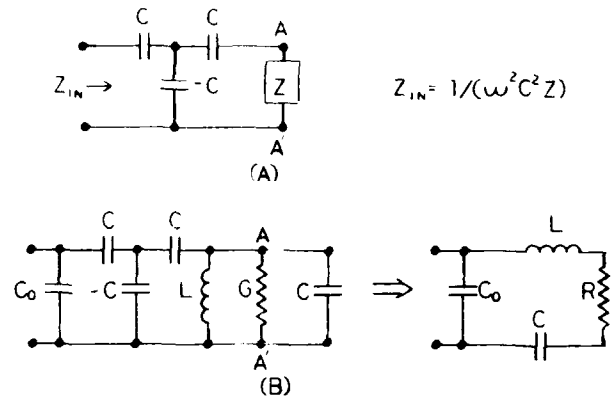 C C A
Z_IN → -C Z Z_IN = 1/(ω²C²Z)
A'
(A)
C C A L
C₀ -C L G C ⇒ C₀ R
A' C
(B)